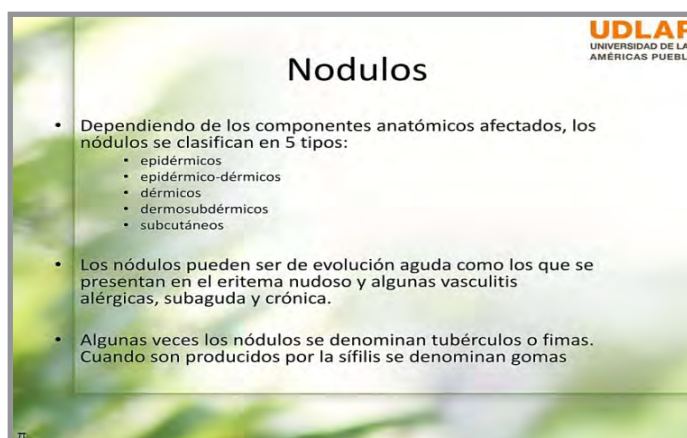 UDLAP
UNIVERSIDAD DE LA
AMÉRICAS PUEBL
Nodulos
• Dependiendo de los componentes anatómicos afectados, los
nódulos se clasifican en 5 tipos:
• epidérmicos
• epidérmico-dérmicos
• dérmicos
• dermosubdérmicos
• subcutáneos
• Los nódulos pueden ser de evolución aguda como los que se
presentan en el eritema nudoso y algunas vasculitis
alérgicas, subaguda y crónica.
• Algunas veces los nódulos se denominan tubérculos o fimas.
Cuando son producidos por la sífilis se denominan gomas